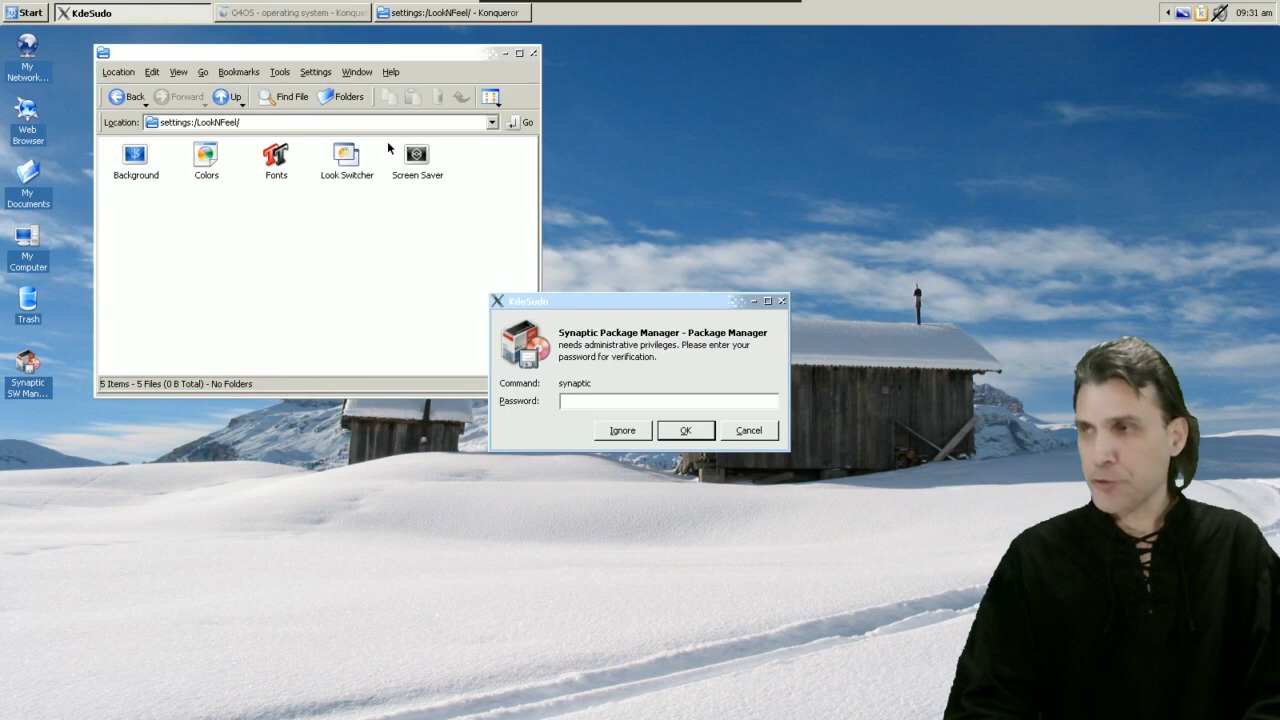 Start
KdeSudo
Q4OS - operating system - Konque
settings:/LookNFeel/ - Konqueror
09:31 am
My
Network...
Web
Browser
My
Documents
My
Computer
Trash
Synaptic
SW Man...
Location Edit View Go Bookmarks Tools Settings Window Help
Back Forward Up Find File Folders
Location: settings:/LookNFeel/ Go
Background Colors Fonts Look Switcher Screen Saver
5 Items - 5 Files (0 B Total) - No Folders
KdeSudo
Synaptic Package Manager - Package Manager
needs administrative privileges. Please enter your
password for verification.
Command: synaptic
Password:
Ignore OK Cancel